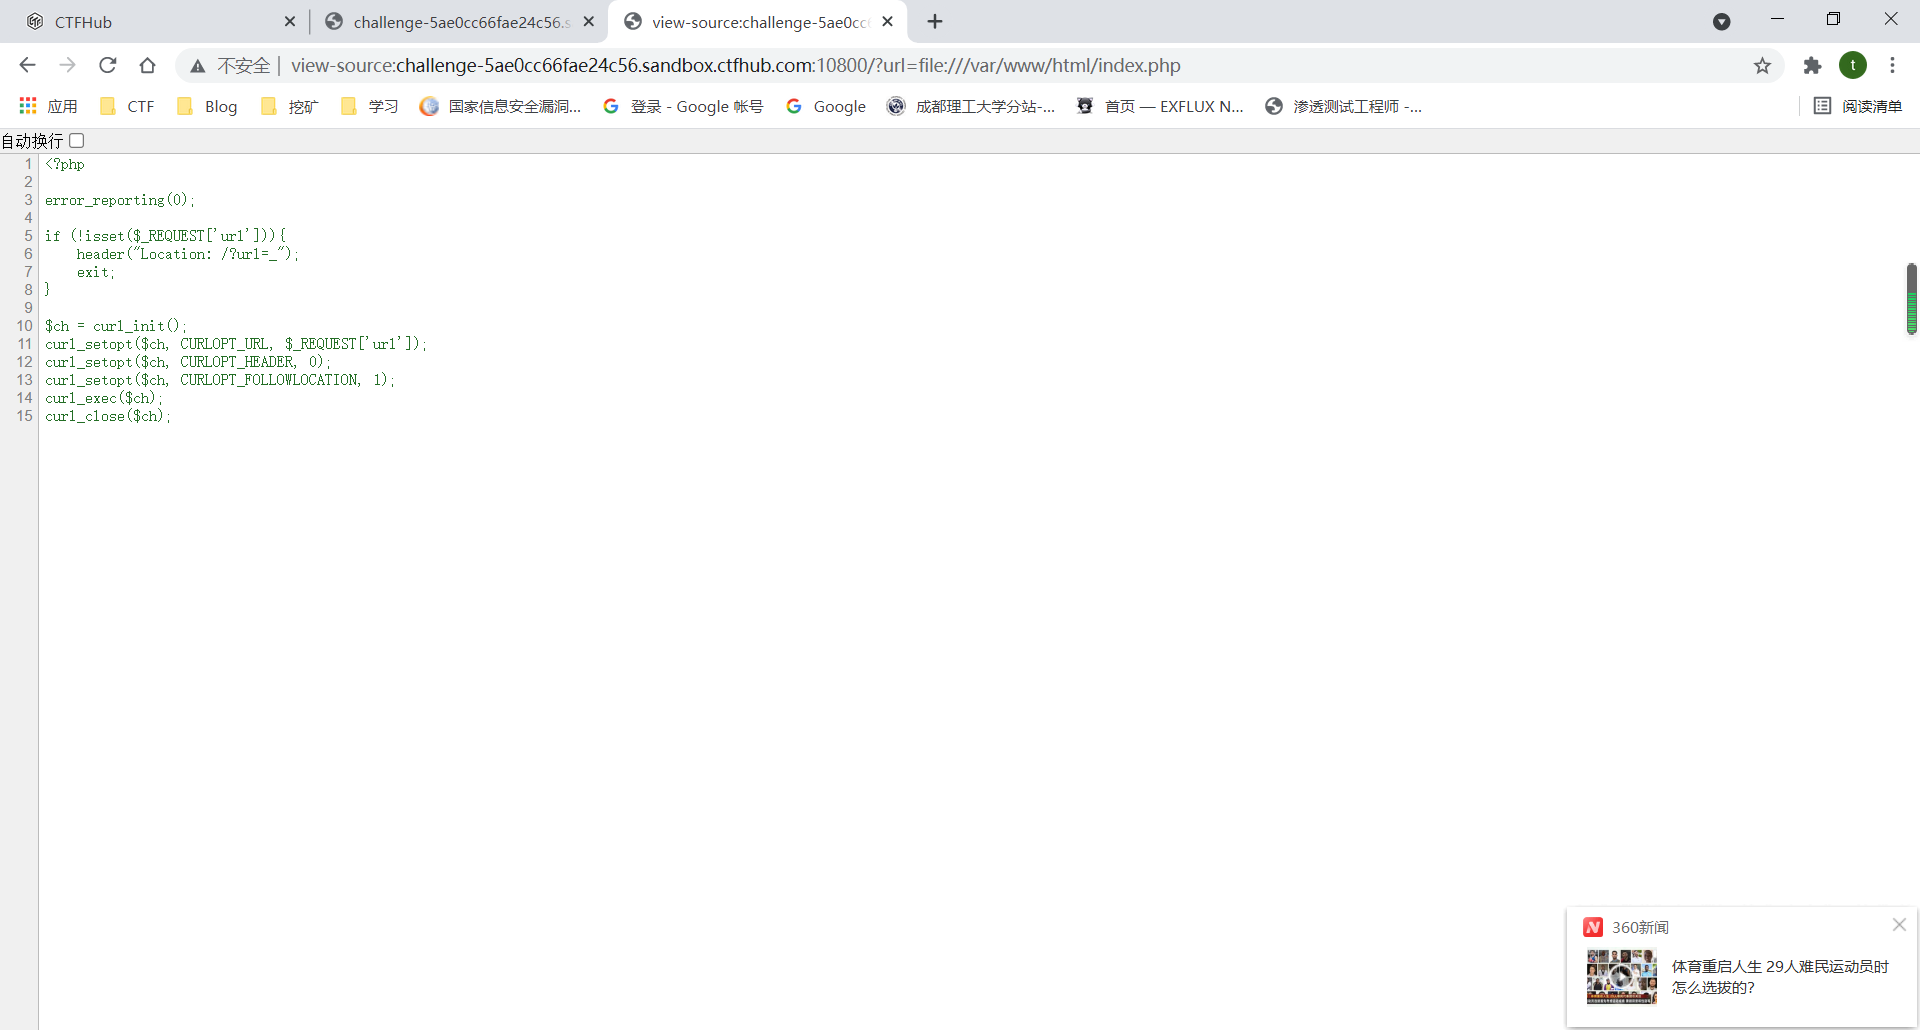 CTFHub
challenge-5ae0cc66fae24c56.s
view-source:challenge-5ae0cc
不安全
view-source:challenge-5ae0cc66fae24c56.sandbox.ctfhub.com:10800/?url=file:///var/www/html/index.php
t
应用
CTF
Blog
挖矿
学习
国家信息安全漏洞...
登录 - Google 帐号
Google
成都理工大学分站-...
首页 — EXFLUX N...
渗透测试工程师 -...
阅读清单
自动换行
1 <?php
2
3 error_reporting(0);
4
5 if (!isset($_REQUEST['url'])){
6     header("Location: /?url=_");
7     exit;
8 }
9
10 $ch = curl_init();
11 curl_setopt($ch, CURLOPT_URL, $_REQUEST['url']);
12 curl_setopt($ch, CURLOPT_HEADER, 0);
13 curl_setopt($ch, CURLOPT_FOLLOWLOCATION, 1);
14 curl_exec($ch);
15 curl_close($ch);
360新闻
体育重启人生 29人难民运动员时
怎么选拔的?